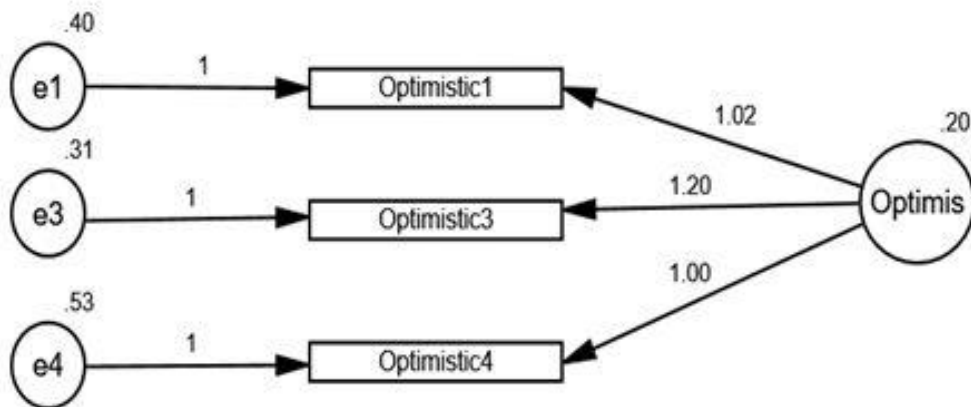 .40
e1
1
Optimistic1
1.02
.20
.31
e3
1
Optimistic3
1.20
Optimis
1.00
.53
e4
1
Optimistic4